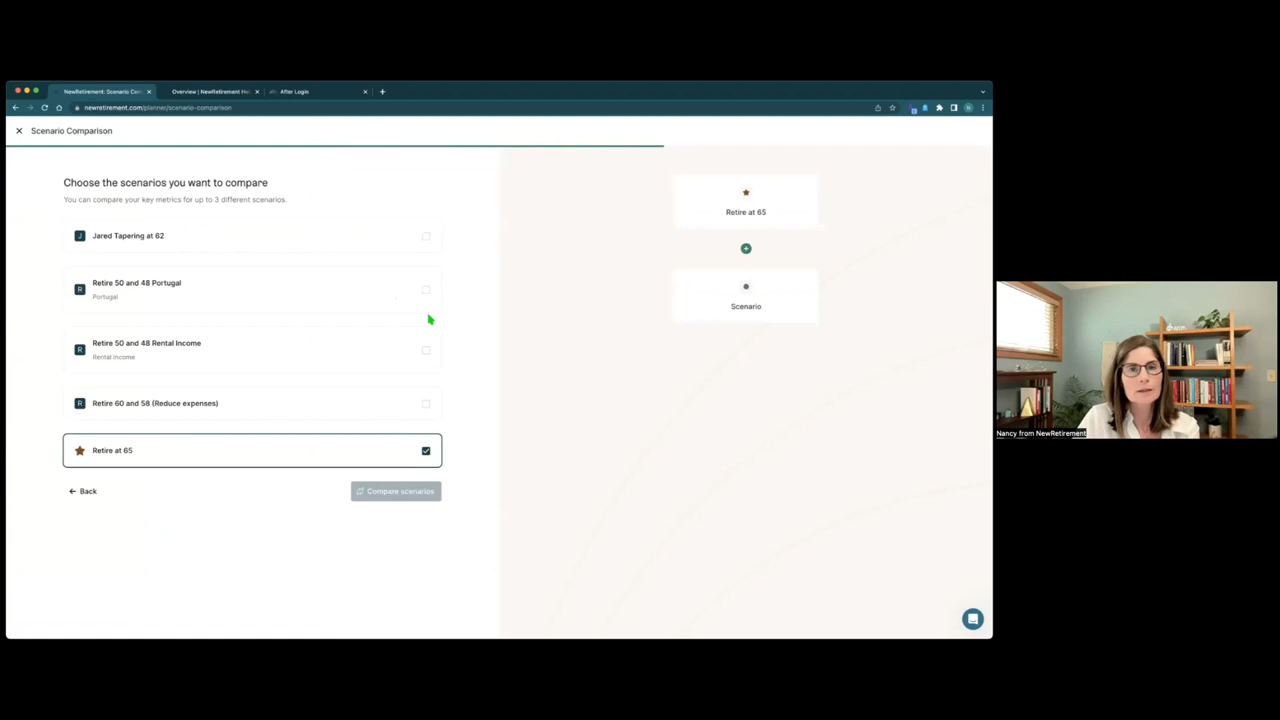 NewRetirement: Scenario Com
Overview | NewRetirement Hel
After Login
newretirement.com/planner/scenario-comparison
Scenario Comparison
Choose the scenarios you want to compare
You can compare your key metrics for up to 3 different scenarios.
J
Jared Tapering at 62
R
Retire 50 and 48 Portugal
Portugal
R
Retire 50 and 48 Rental Income
Rental Income
R
Retire 60 and 58 (Reduce expenses)
Retire at 65
Back
Compare scenarios
Retire at 65
Scenario
Nancy from NewRetirement